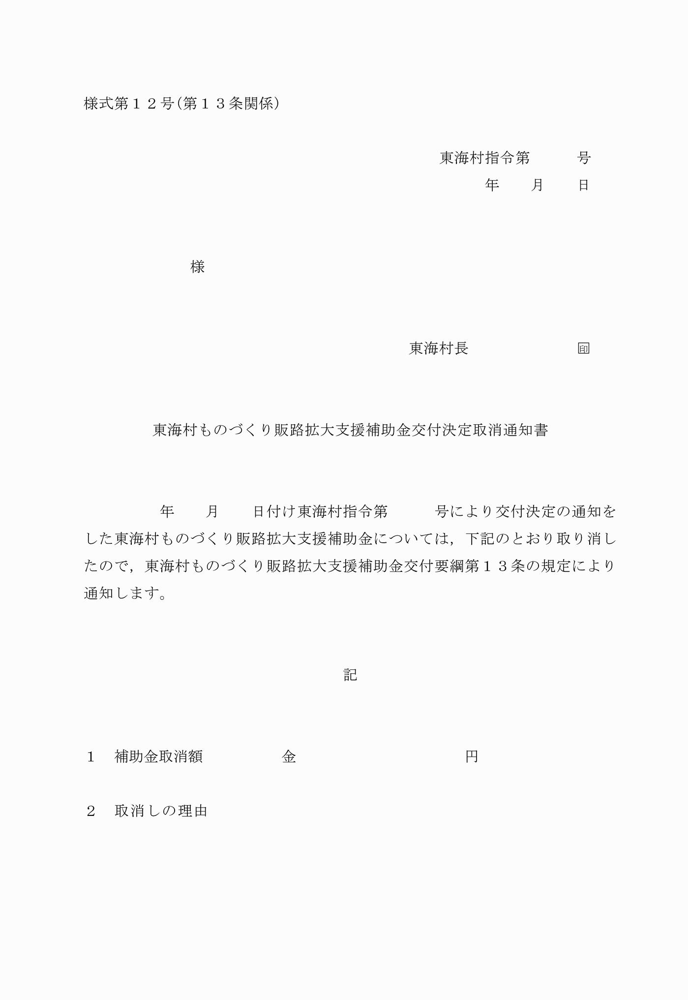 様式第１２号(第１３条関係)
東海村指令第　　　号
年　　月　　日
様
東海村長　　　　　　　㊞
東海村ものづくり販路拡大支援補助金交付決定取消通知書
年　　月　　日付け東海村指令第　　　号により交付決定の通知を
した東海村ものづくり販路拡大支援補助金については，下記のとおり取り消し
たので，東海村ものづくり販路拡大支援補助金交付要綱第１３条の規定により
通知します。
記
１　補助金取消額　　　　　金　　　　　　　　　　　円
２　取消しの理由